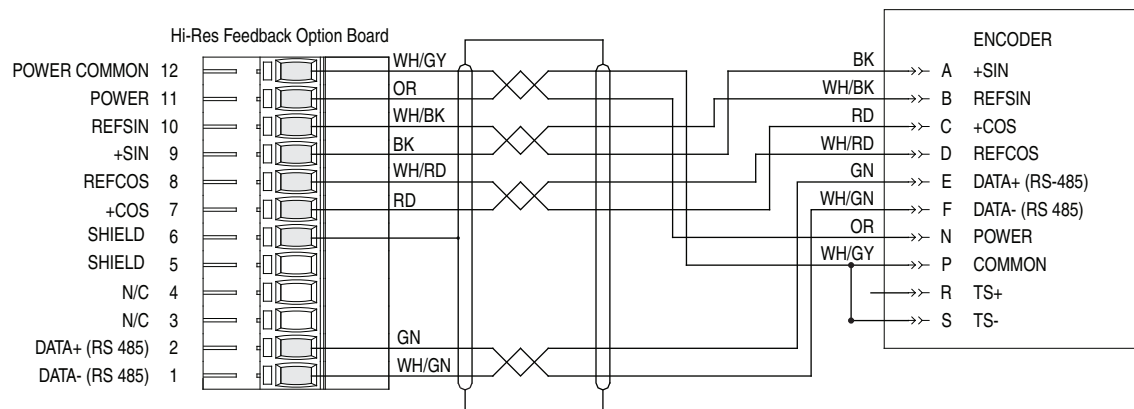 Hi-Res Feedback Option Board
ENCODER
POWER COMMON 12 WH/GY BK A +SIN
POWER 11 OR WH/BK B REFSIN
REFSIN 10 WH/BK RD C +COS
+SIN 9 BK WH/RD D REFCOS
REFCOS 8 WH/RD GN E DATA+ (RS-485)
+COS 7 RD WH/GN F DATA- (RS 485)
SHIELD 6 OR N POWER
SHIELD 5 WH/GY P COMMON
N/C 4 R TS+
N/C 3 S TS-
DATA+ (RS 485) 2 GN
DATA- (RS 485) 1 WH/GN